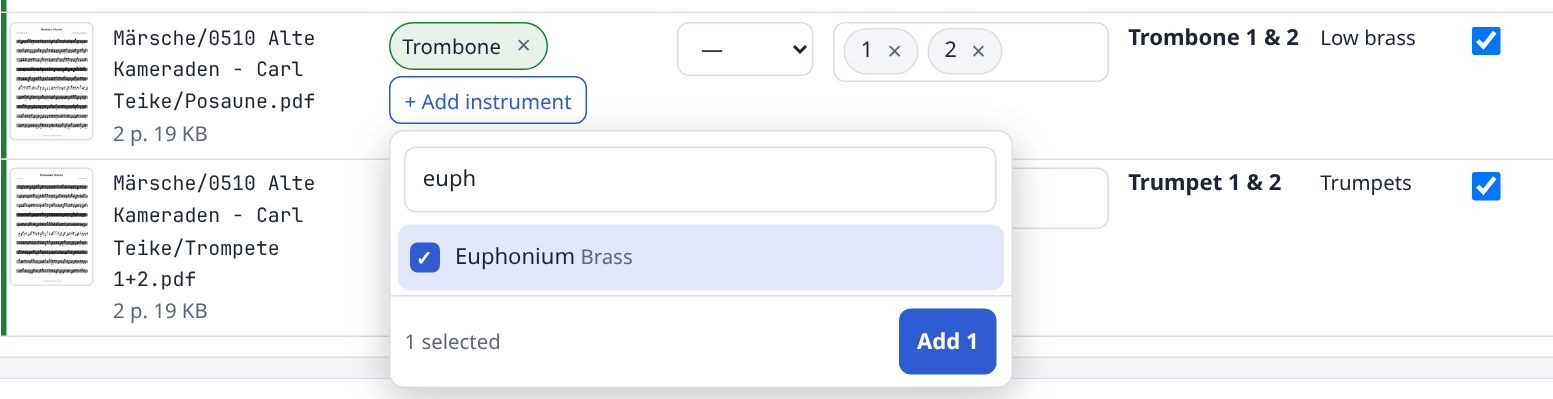 Märsche/0510 Alte
Kameraden - Carl
Teike/Posaune.pdf
2 p. 19 KB
Trombone ×
+ Add instrument
—
1 × 2 ×
Trombone 1 & 2
Low brass
euph
✓ Euphonium Brass
1 selected
Add 1
Märsche/0510 Alte
Kameraden - Carl
Teike/Trompete
1+2.pdf
2 p. 19 KB
Trumpet 1 & 2
Trumpets